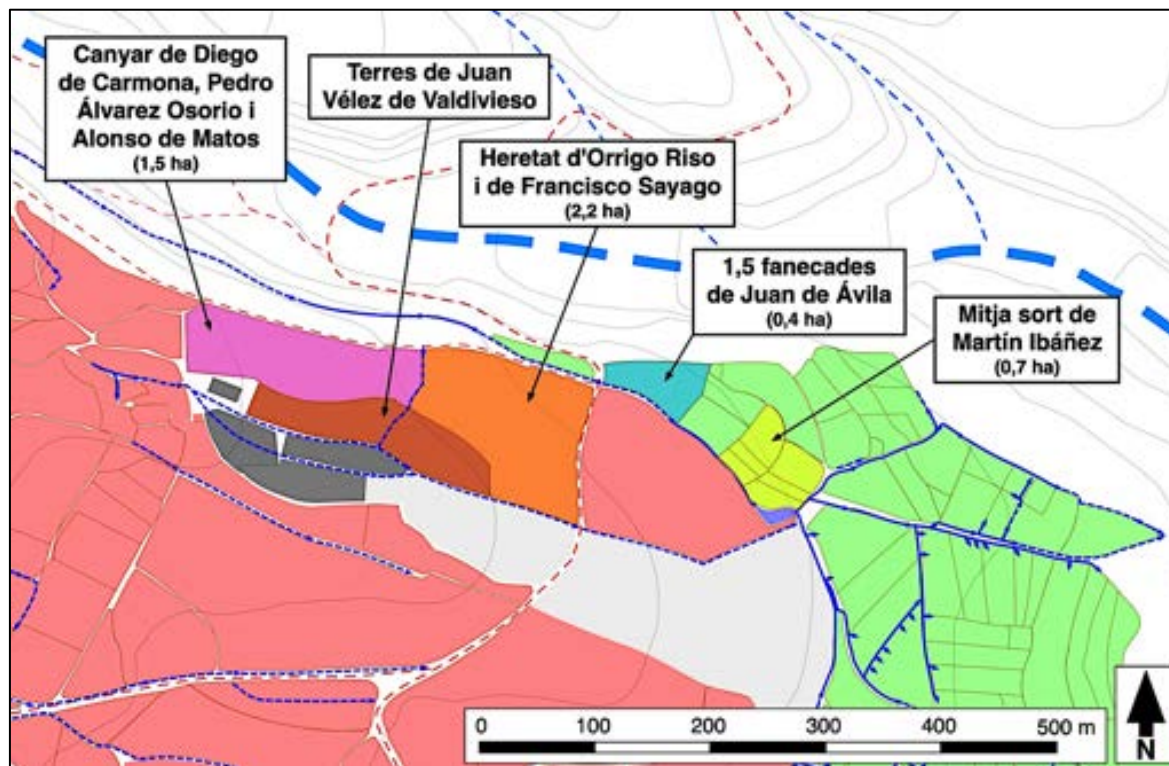 Canyar de Diego
de Carmona, Pedro
Álvarez Osorio i
Alonso de Matos
(1,5 ha)
Terres de Juan
Vélez de Valdivieso
Heretat d'Orrigo Riso
i de Francisco Sayago
(2,2 ha)
1,5 fanecades
de Juan de Ávila
(0,4 ha)
Mitja sort de
Martín Ibáñez
(0,7 ha)
0 100 200 300 400 500 m
N